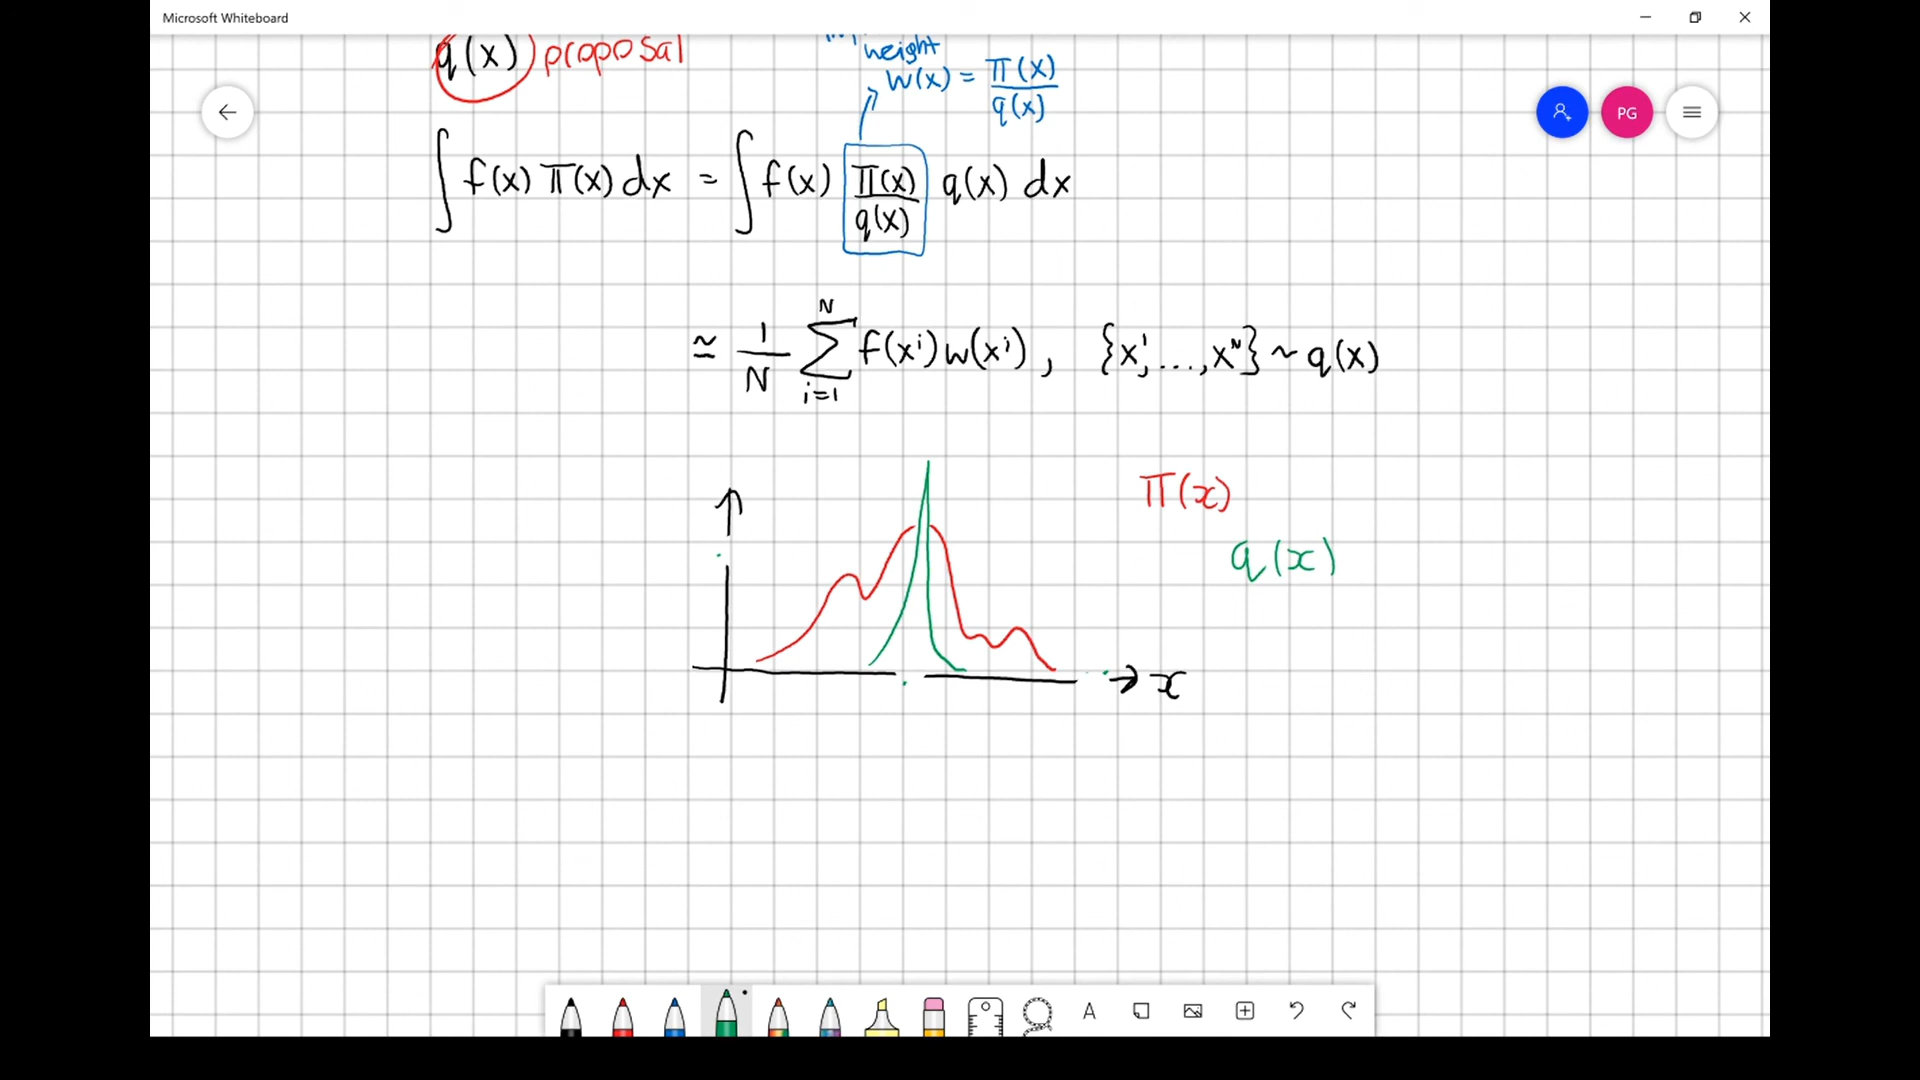 Microsoft Whiteboard
q(x) proposal
weight
w(x) = π(x) / q(x)
PG
∫ f(x) π(x) dx = ∫ f(x) π(x) / q(x) q(x) dx
≃ 1/N ∑_{i=1}^{N} f(xⁱ) w(xⁱ), {x¹, ..., xᴺ} ~ q(x)
π(x)
q(x)
x
A